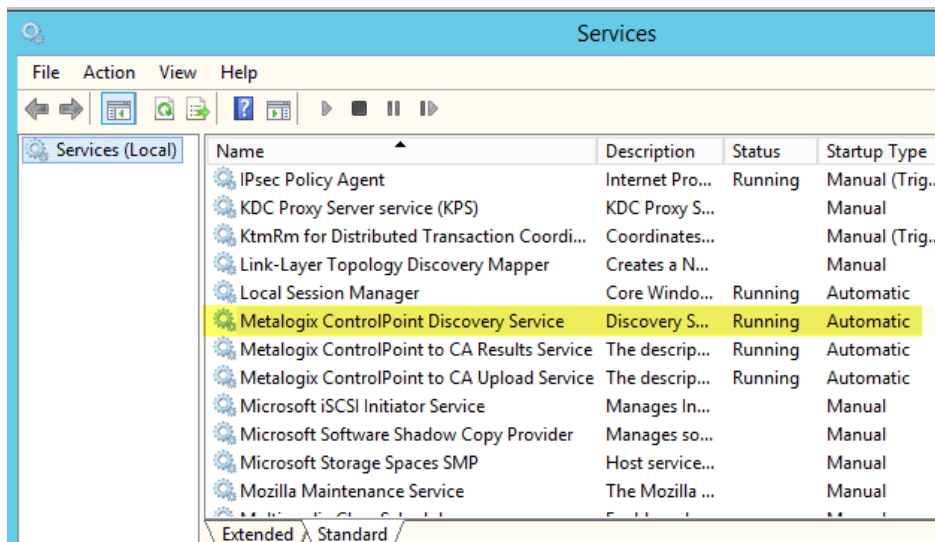 Services
File Action View Help
Services (Local)
Name Description Status Startup Type
IPsec Policy Agent Internet Pro... Running Manual (Trig..
KDC Proxy Server service (KPS) KDC Proxy S... Manual
KtmRm for Distributed Transaction Coordi... Coordinates... Manual (Trig..
Link-Layer Topology Discovery Mapper Creates a N... Manual
Local Session Manager Core Windo... Running Automatic
Metalogix ControlPoint Discovery Service Discovery S... Running Automatic
Metalogix ControlPoint to CA Results Service The descrip... Running Automatic
Metalogix ControlPoint to CA Upload Service The descrip... Running Automatic
Microsoft iSCSI Initiator Service Manages In... Manual
Microsoft Software Shadow Copy Provider Manages so... Manual
Microsoft Storage Spaces SMP Host service... Manual
Mozilla Maintenance Service The Mozilla ... Manual
Extended Standard